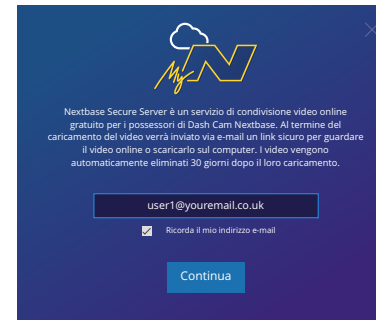 My N
Nextbase Secure Server è un servizio di condivisione video online
gratuito per i possessori di Dash Cam Nextbase. Al termine del
caricamento del video verrà inviato via e-mail un link sicuro per guardare
il video online o scaricarlo sul computer. I video vengono
automaticamente eliminati 30 giorni dopo il loro caricamento.
user1@youremail.co.uk
Ricorda il mio indirizzo e-mail
Continua